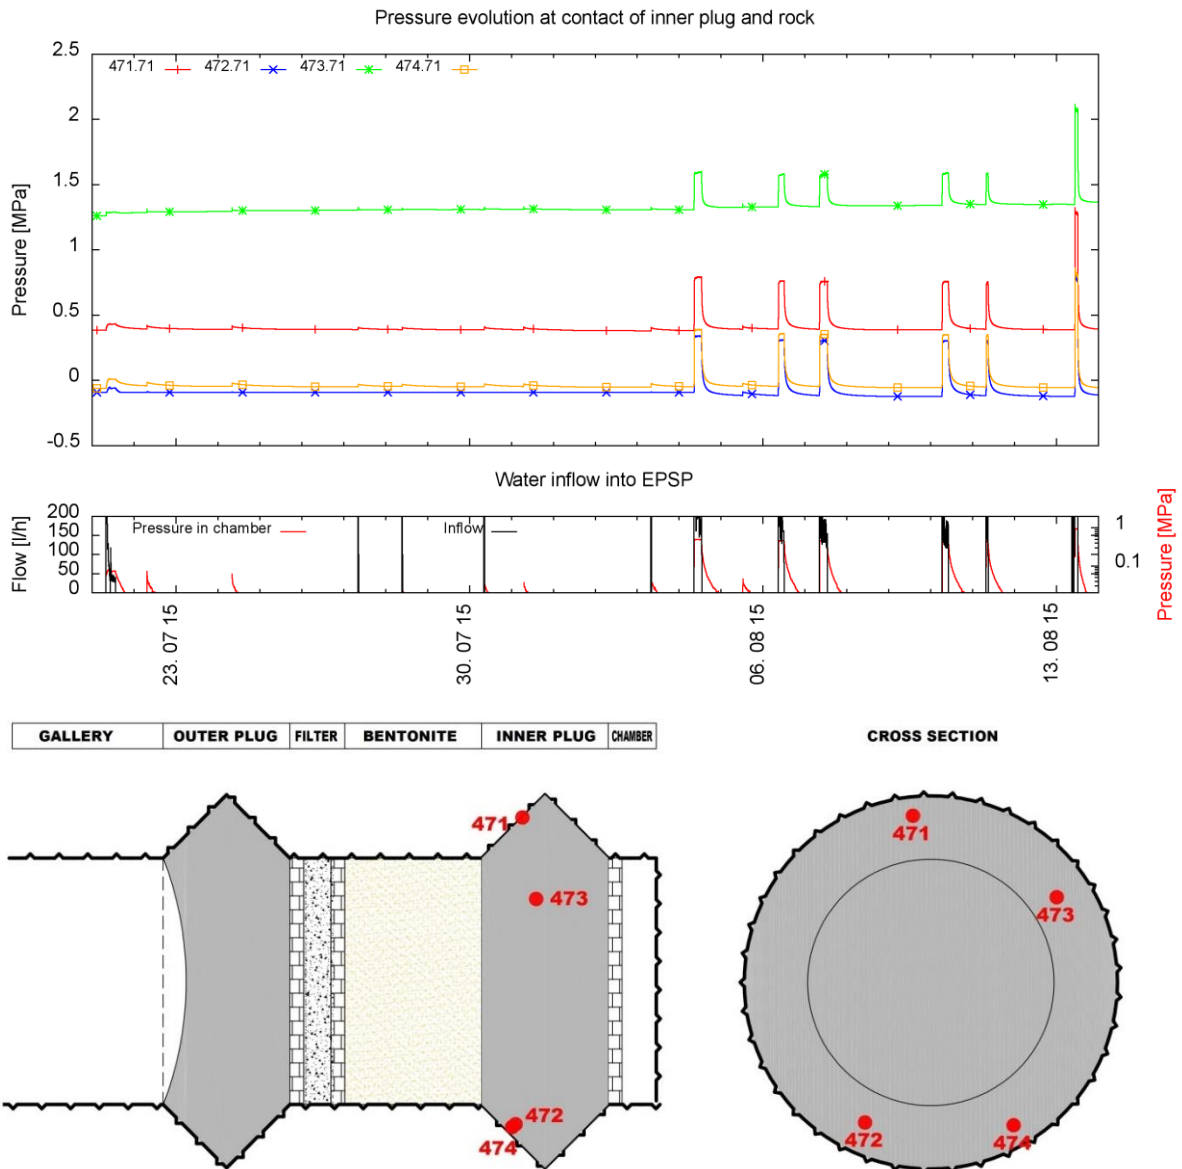 Pressure evolution at contact of inner plug and rock
2.5
471.71 472.71 473.71 474.71
2
1.5
1
0.5
0
-0.5
Pressure [MPa]
Water inflow into EPSP
200
150
100
50
0
Flow [l/h]
Pressure in chamber Inflow
1
0.1
Pressure [MPa]
23. 07 15 30. 07 15 06. 08 15 13. 08 15
GALLERY OUTER PLUG FILTER BENTONITE INNER PLUG CHAMBER
CROSS SECTION
471
473
472
474
471
473
472
474